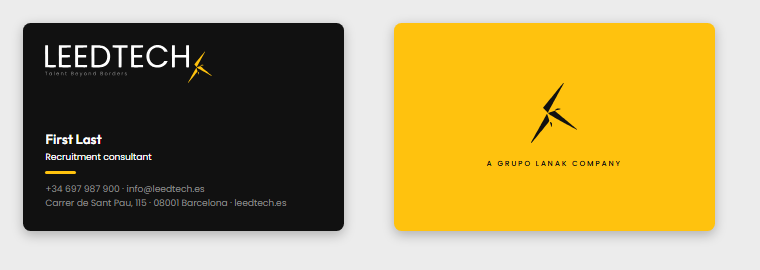 LEEDTECH
Talent Beyond Borders
First Last
Recruitment consultant
+34 697 987 900 · info@leedtech.es
Carrer de Sant Pau, 115 · 08001 Barcelona · leedtech.es
A GRUPO LANAK COMPANY